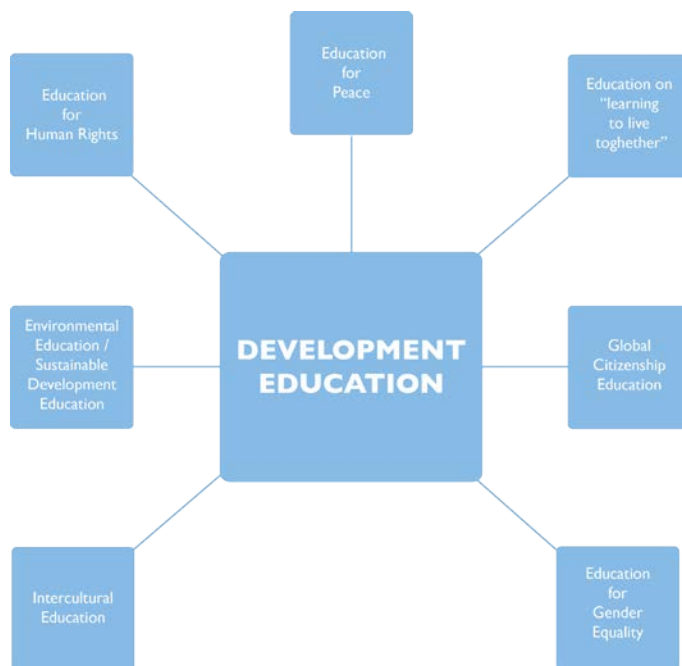 Education
for
Peace
Education
for
Human Rights
Education on
"learning
to live
toghether"
Environmental
Education /
Sustainable
Development
Education
DEVELOPMENT
EDUCATION
Global
Citizenship
Education
Intercultural
Education
Education
for
Gender
Equality